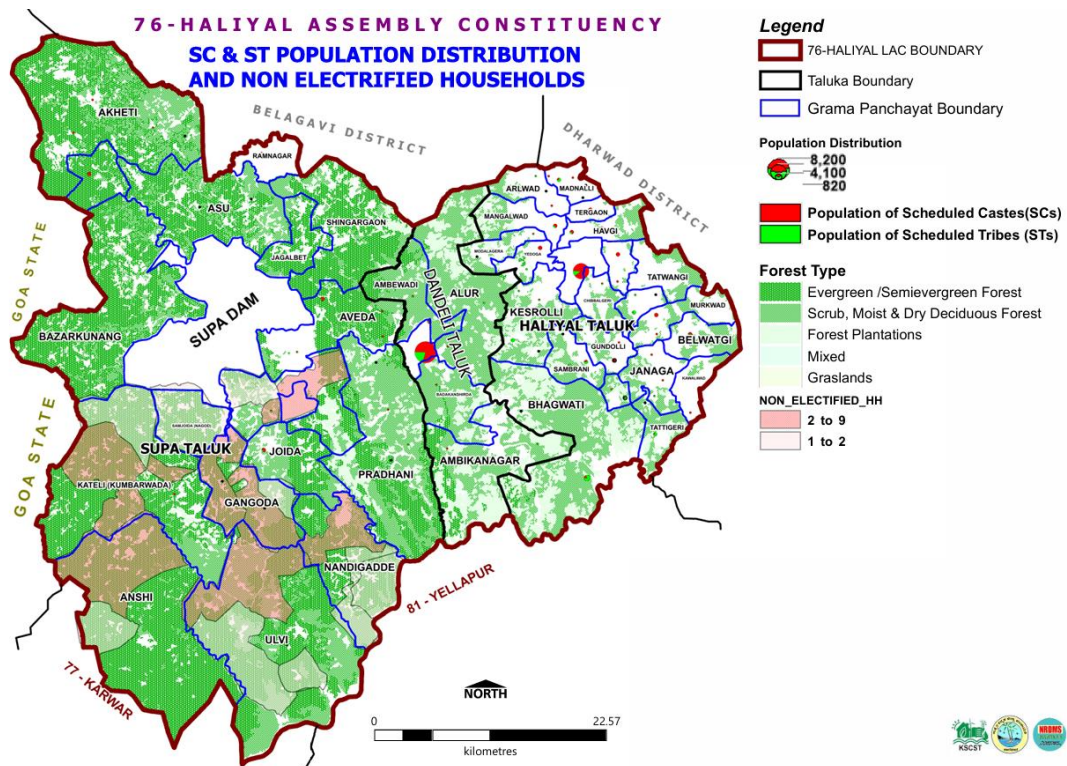 76-HALIYAL ASSEMBLY CONSTITUENCY
SC & ST POPULATION DISTRIBUTION
AND NON ELECTRIFIED HOUSEHOLDS
Legend
76-HALIYAL LAC BOUNDARY
Taluka Boundary
Grama Panchayat Boundary
Population Distribution
8,200
4,100
820
Population of Scheduled Castes(SCs)
Population of Scheduled Tribes (STs)
Forest Type
Evergreen /Semievergreen Forest
Scrub, Moist & Dry Deciduous Forest
Forest Plantations
Mixed
Graslands
NON_ELECTIFIED_HH
2 to 9
1 to 2
BELAGAVI DISTRICT
DHARWAD DISTRICT
GOA STATE
GOA STATE
77 - KARWAR
81 - YELLAPUR
AKHETI
RAMNAGAR
ASU
SHINGARGAON
JAGALBET
SUPA DAM
BAZARKUNANG
AMBEWADI
AVEDA
DANDELI TALUK
ALUR
ARLWAD
MADNALLI
TERGAON
MANGALWAD
HAVGI
TATWANGI
MURKWAD
KESROLLI
HALIYAL TALUK
BELWATGI
GUNDOLLI
SAMBRANI
JANAGA
BHAGWATI
TATTIGERI
AMBIKANAGAR
SUPA TALUK
JOIDA
PRADHANI
KATELI (KUMBARWADA)
GANGODA
NANDIGADDE
ANSHI
ULVI
NORTH
0
22.57
kilometres
KSCST
NRDMS